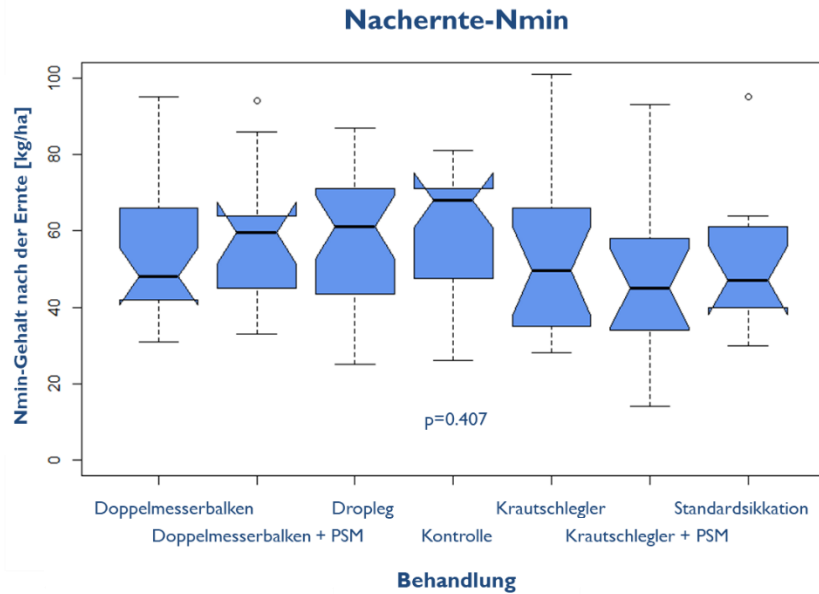 Nachernte-Nmin
Nmin-Gehalt nach der Ernte [kg/ha]
100
80
60
40
20
0
p=0.407
Doppelmesserbalken Dropleg Krautschlegler Standardsikkation
Doppelmesserbalken + PSM Kontrolle Krautschlegler + PSM
Behandlung